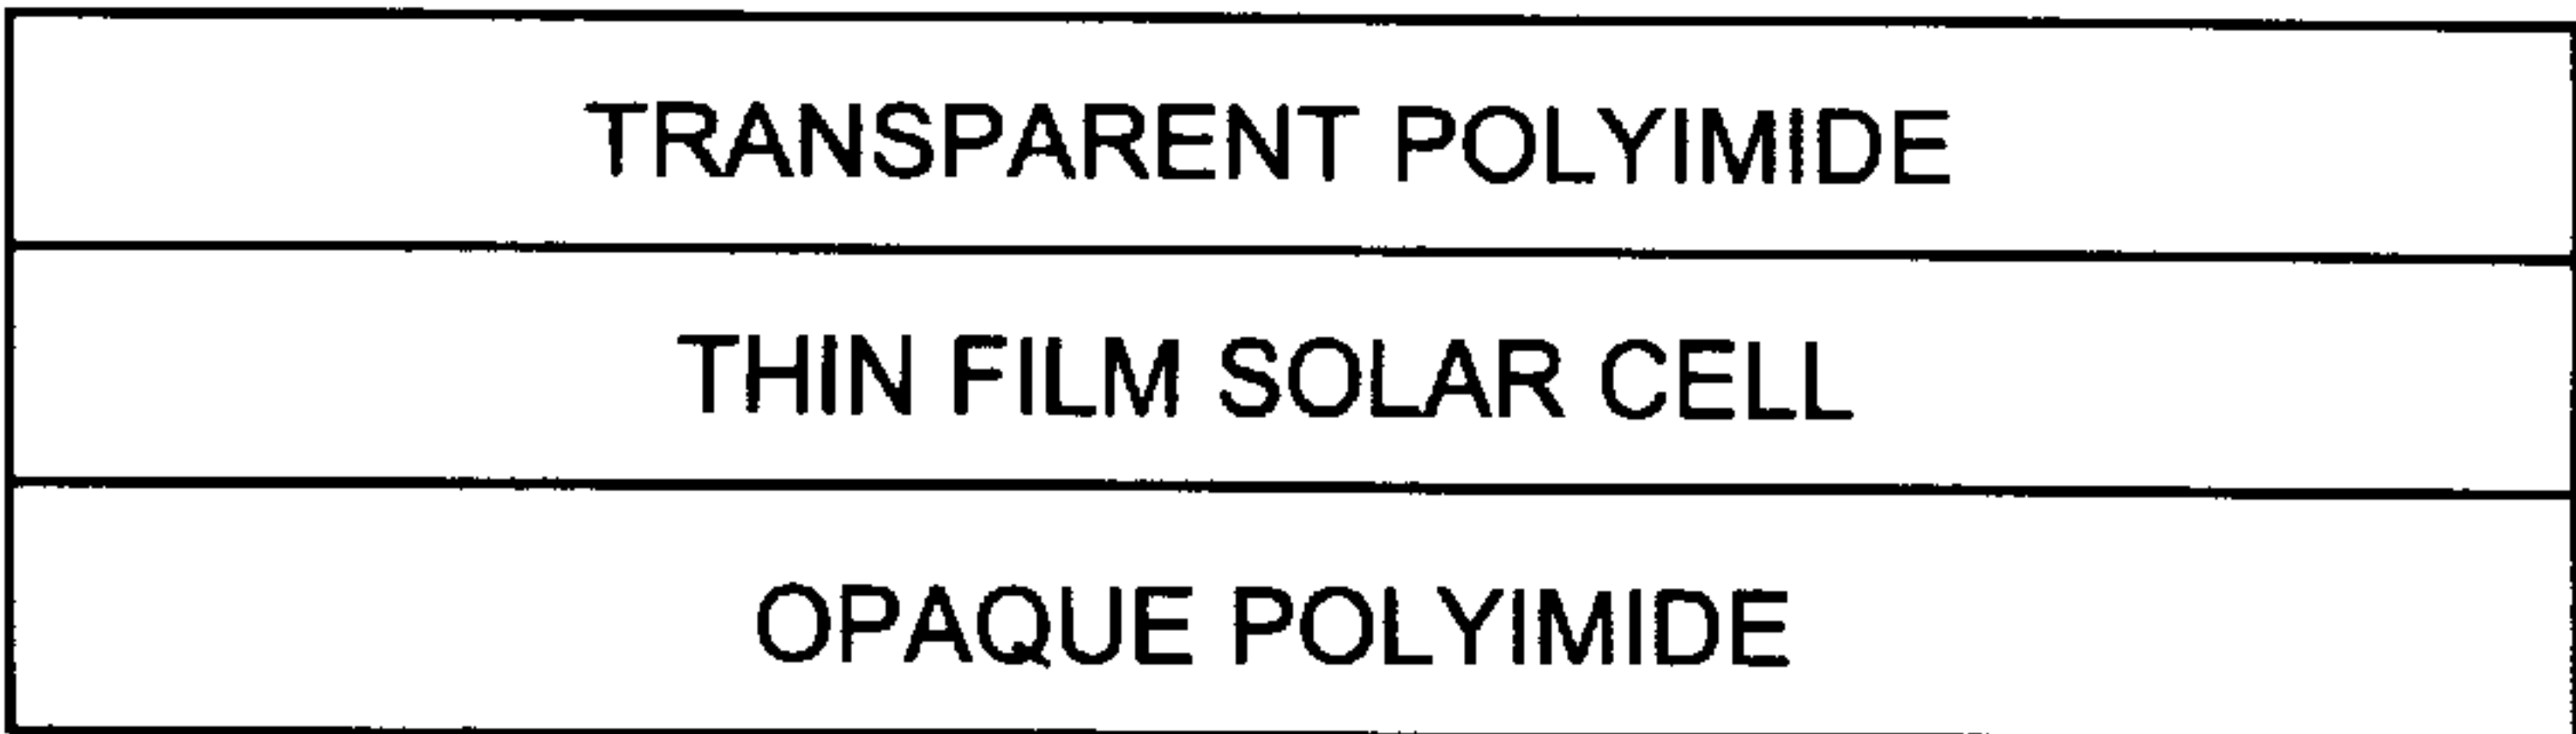 TRANSPARENT POLYIMIDE
THIN FILM SOLAR CELL
OPAQUE POLYIMIDE